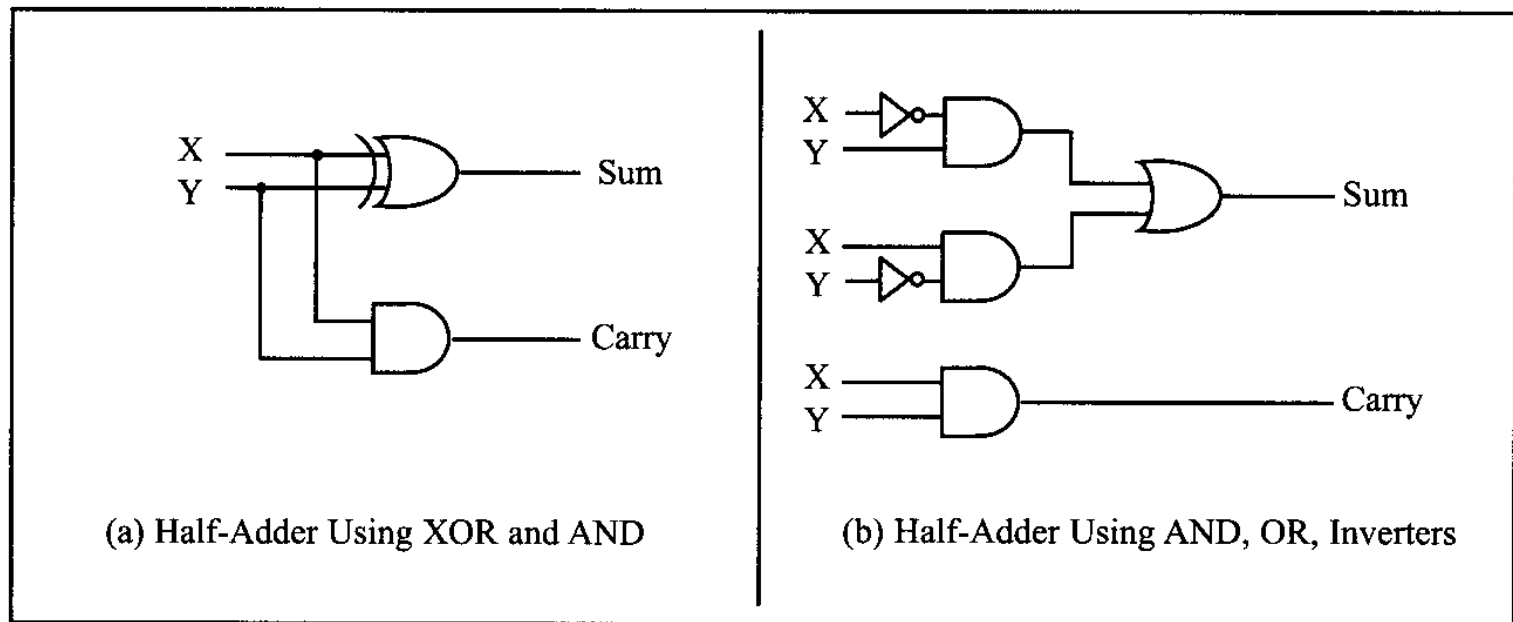 X
Y
Sum
Carry
(a) Half-Adder Using XOR and AND
X
Y
X
Y
Sum
X
Y
Carry
(b) Half-Adder Using AND, OR, Inverters